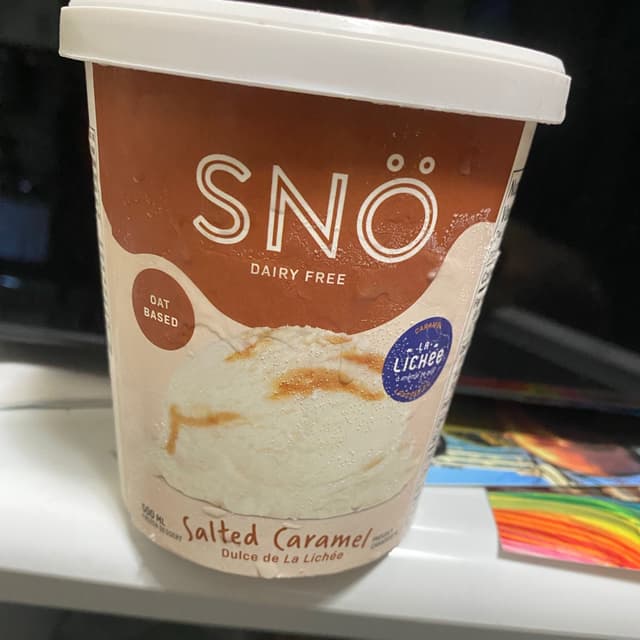 SNÖ
DAIRY FREE
OAT
BASED
LA
LICHée
500 ML
Salted Caramel
Dulce de La Lichée